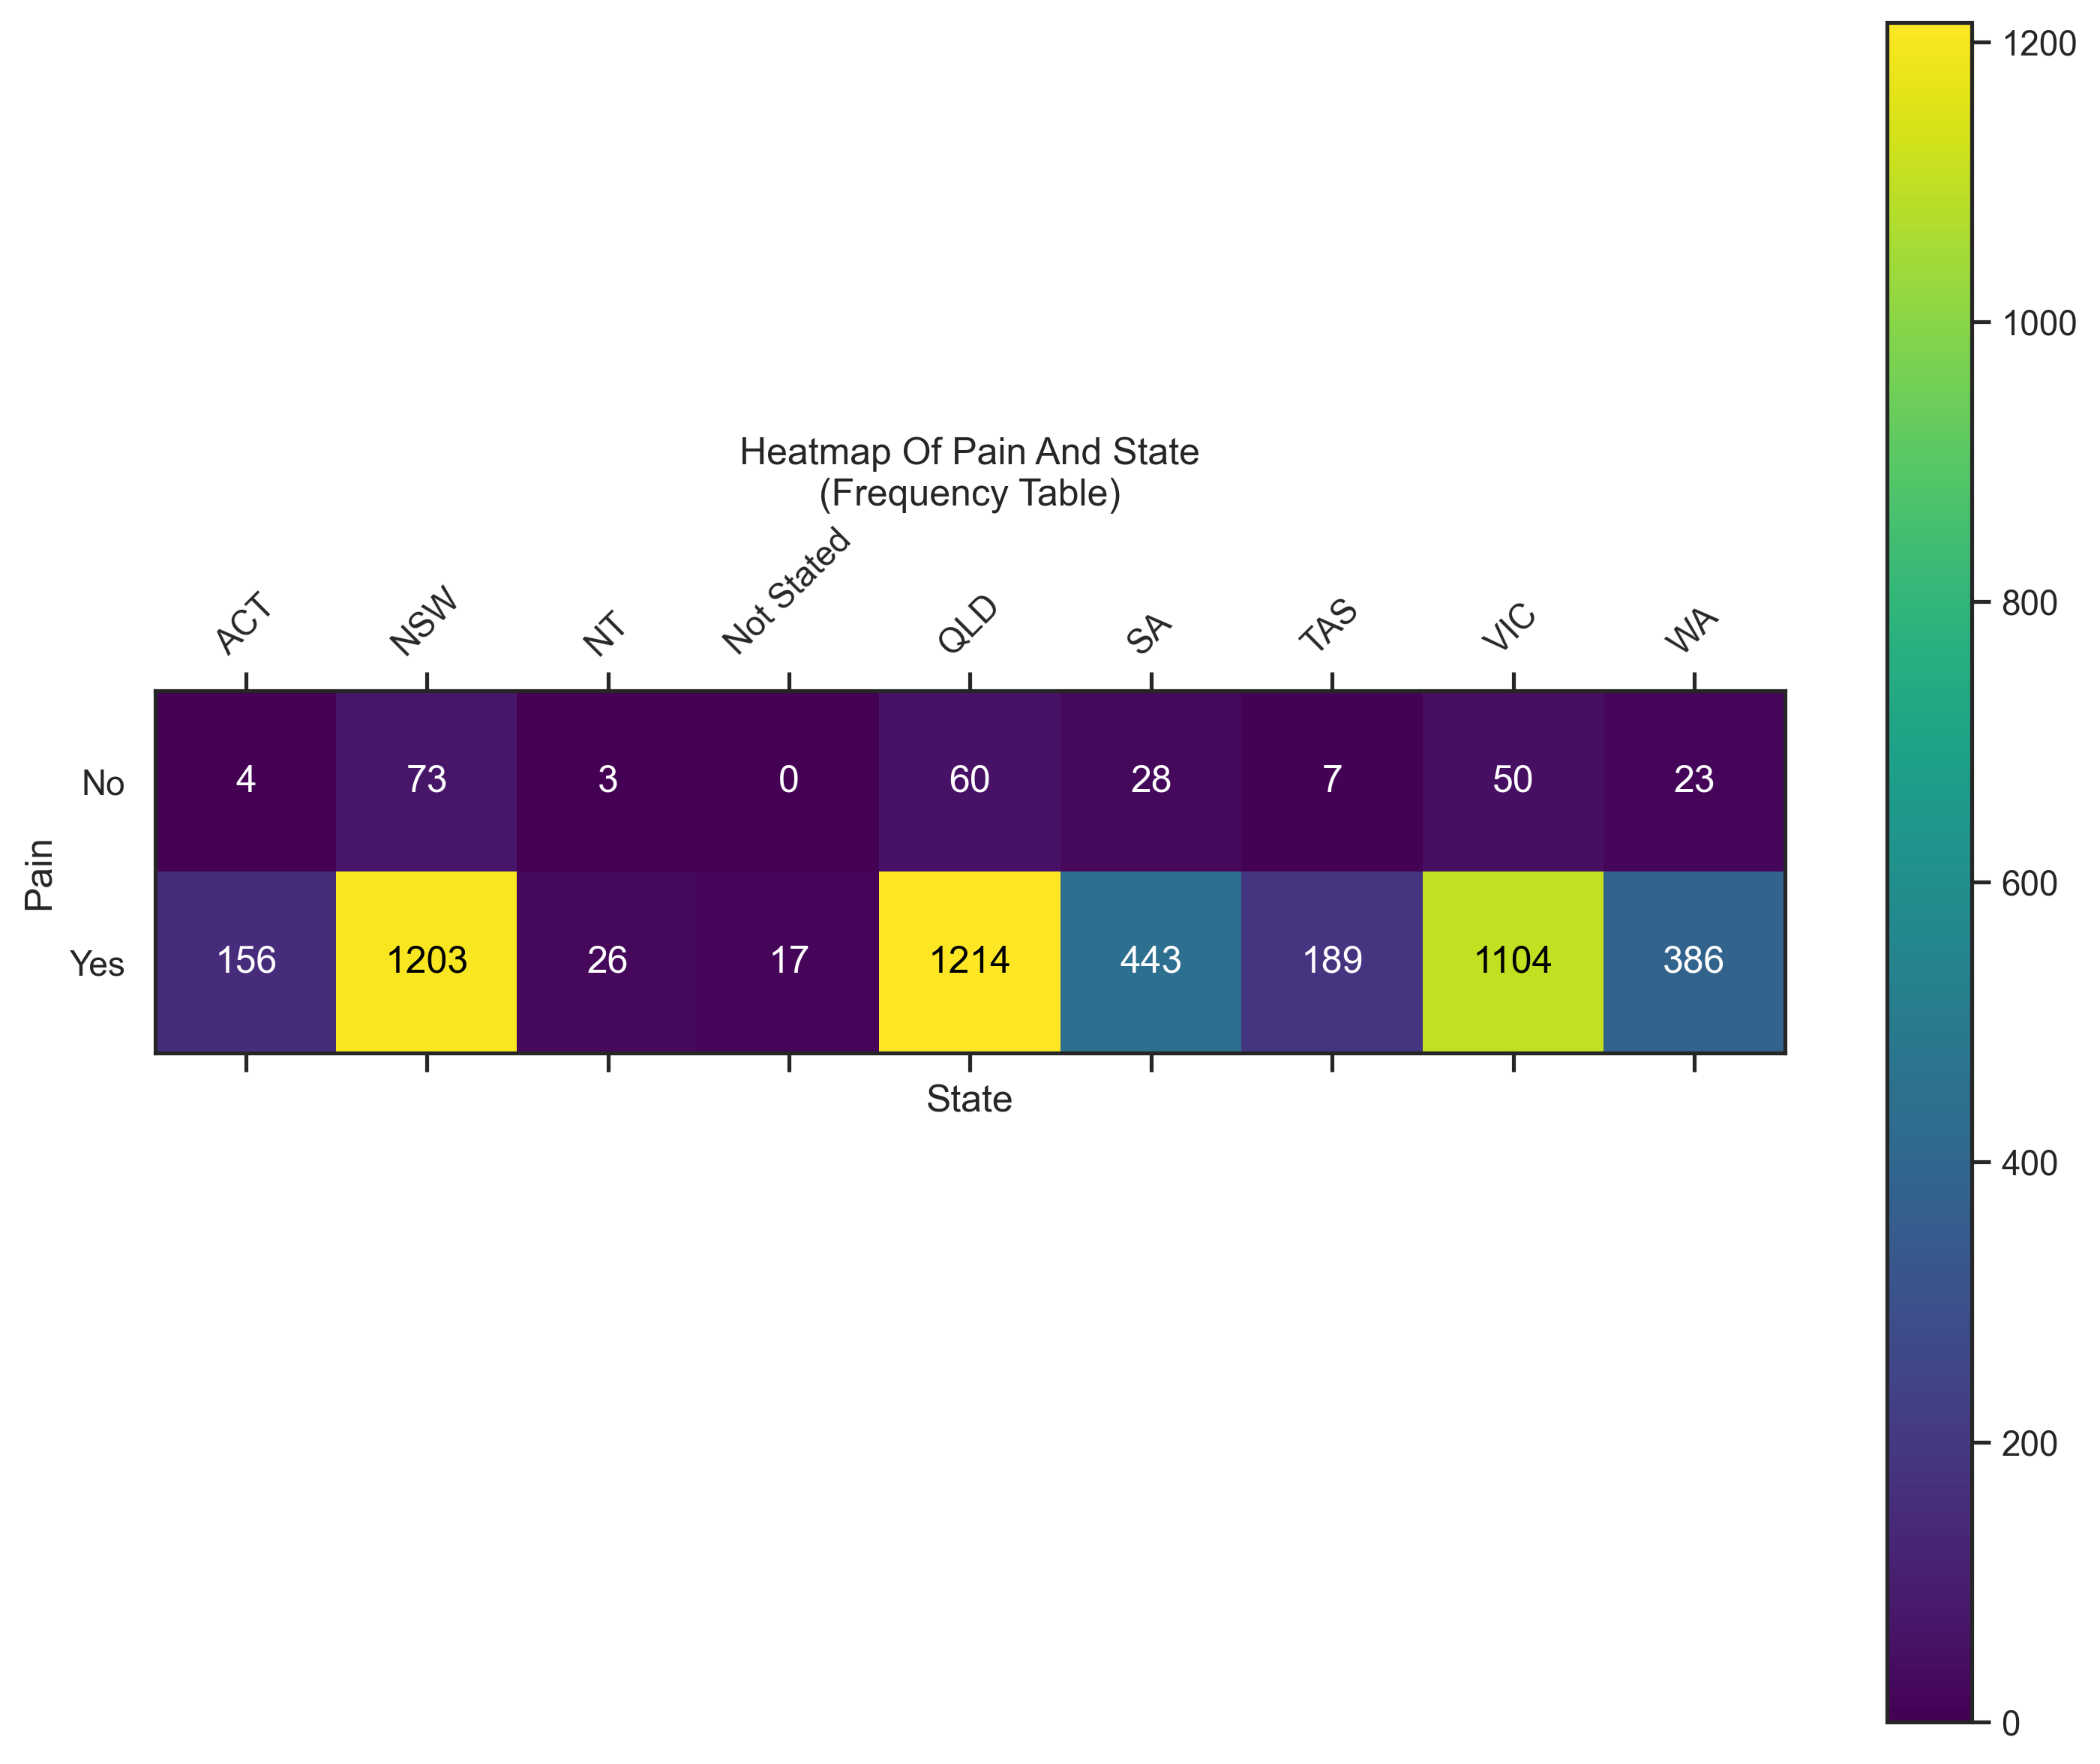 Heatmap Of Pain And State
(Frequency Table)
ACT NSW NT Not Stated QLD SA TAS VIC WA
Pain
No 4 73 3 0 60 28 7 50 23
Yes 156 1203 26 17 1214 443 189 1104 386
State
1200
1000
800
600
400
200
0